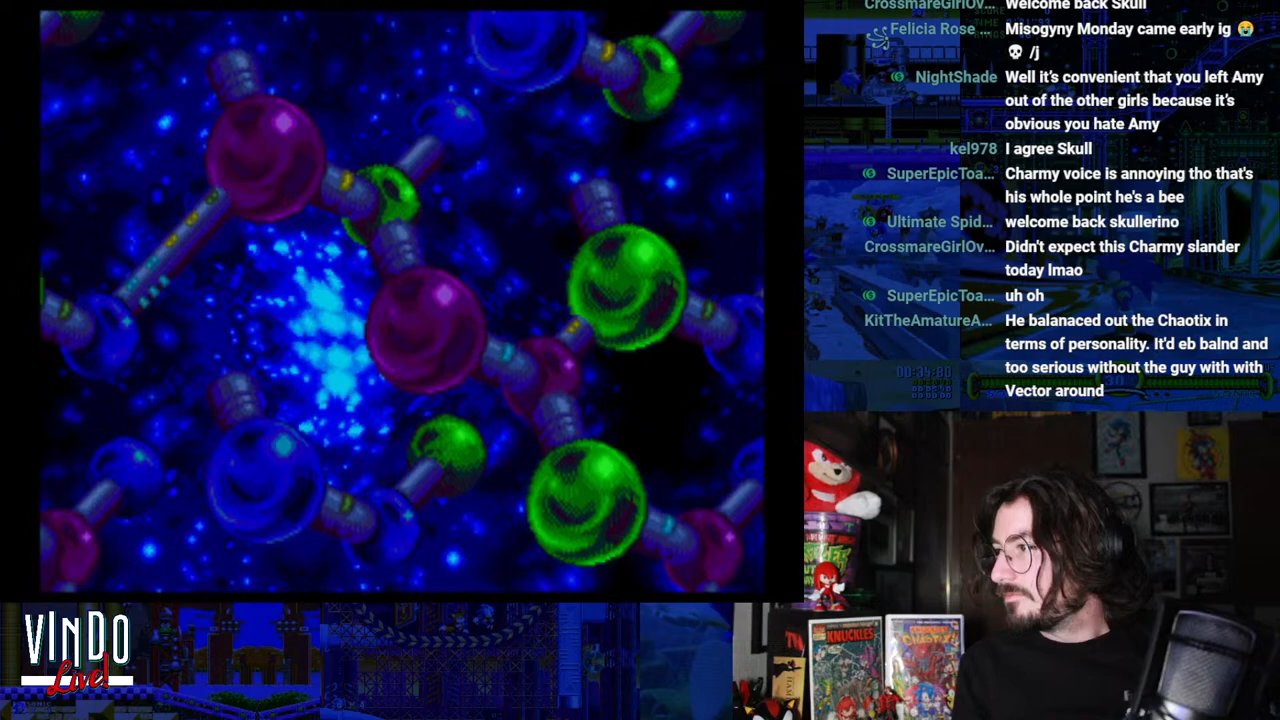 CrossmareGirlOv... Welcome back Skull
Felicia Rose ... Misogyny Monday came early ig 😭
💀 /j
NightShade Well it's convenient that you left Amy
out of the other girls because it's
obvious you hate Amy
kel978 I agree Skull
SuperEpicToa... Charmy voice is annoying tho that's
his whole point he's a bee
Ultimate Spid... welcome back skullerino
CrossmareGirlOv... Didn't expect this Charmy slander
today lmao
SuperEpicToa... uh oh
KitTheAmatureA... He balanaced out the Chaotix in
terms of personality. It'd eb balnd and
too serious without the guy with with
Vector around
00:34:80
VINDO
Live!
KNUCKLES